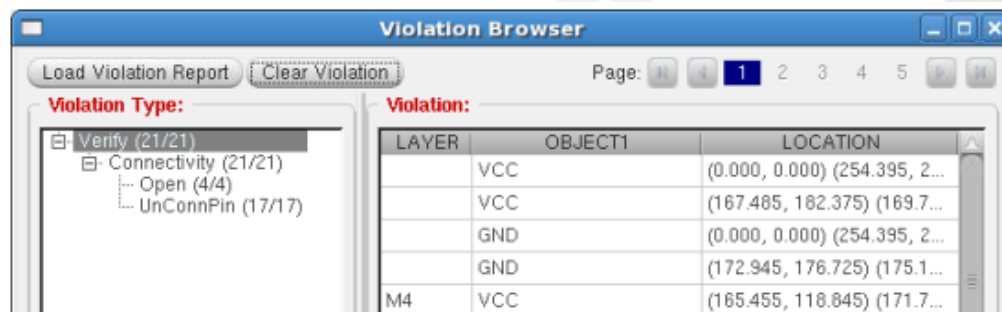 Violation Browser
Load Violation Report Clear Violation Page: 1 2 3 4 5
Violation Type: Violation:
Verify (21/21)
Connectivity (21/21)
Open (4/4)
UnConnPin (17/17)
LAYER OBJECT1 LOCATION
VCC (0.000, 0.000) (254.395, 2...
VCC (167.485, 182.375) (169.7...
GND (0.000, 0.000) (254.395, 2...
GND (172.945, 176.725) (175.1...
M4 VCC (165.455, 118.845) (171.7...